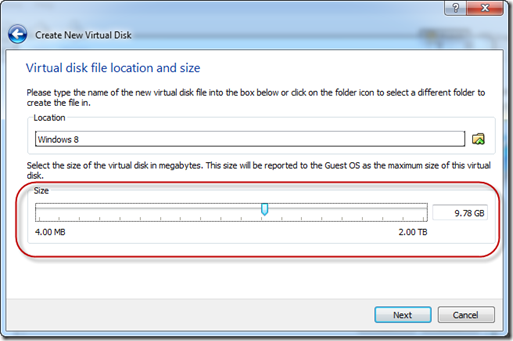 ?
X
Create New Virtual Disk
Virtual disk file location and size
Please type the name of the new virtual disk file into the box below or click on the folder icon to select a different folder to
create the file in.
Location
Windows 8
Select the size of the virtual disk in megabytes. This size will be reported to the Guest OS as the maximum size of this virtual
disk.
Size
9.78 GB
4.00 MB
2.00 TB
Next
Cancel